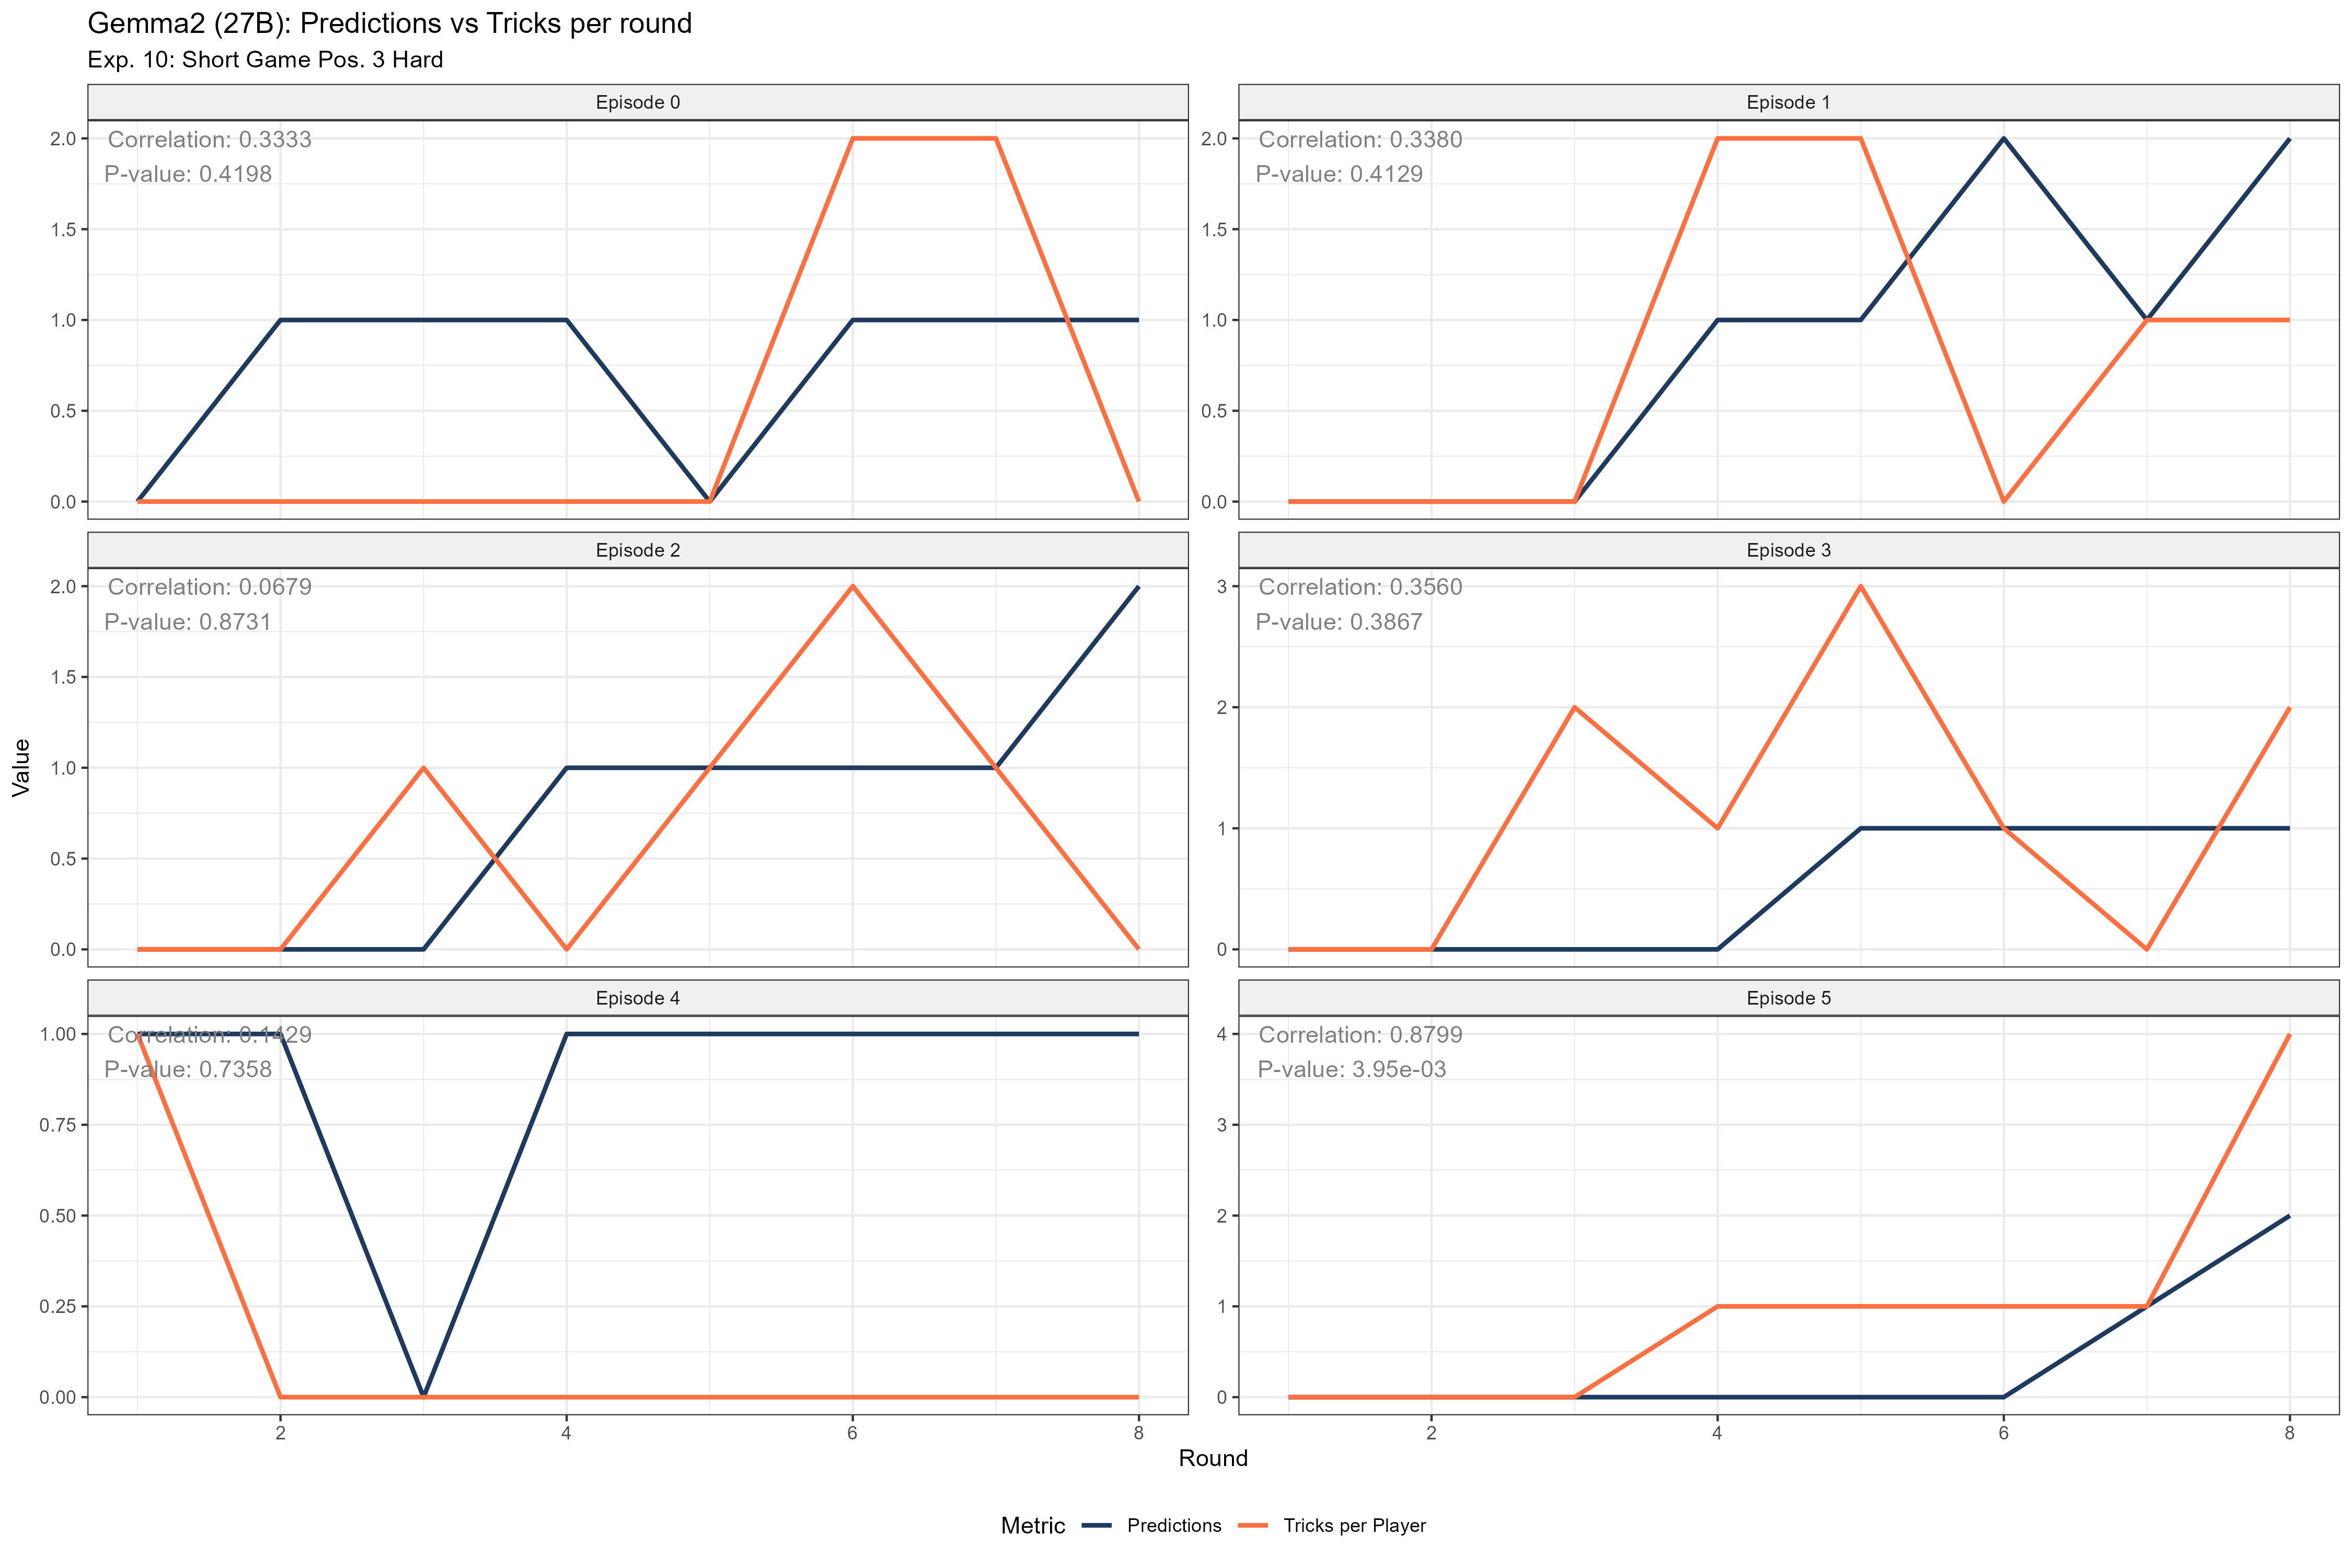 Gemma2 (27B): Predictions vs Tricks per round
Exp. 10: Short Game Pos. 3 Hard
Episode 0
Correlation: 0.3333
P-value: 0.4198
2.0
1.5
1.0
0.5
0.0
Episode 1
Correlation: 0.3380
P-value: 0.4129
2.0
1.5
1.0
0.5
0.0
Episode 2
Correlation: 0.0679
P-value: 0.8731
2.0
1.5
1.0
0.5
0.0
Episode 3
Correlation: 0.3560
P-value: 0.3867
3
2
1
0
Value
Episode 4
Correlation: 0.1429
P-value: 0.7358
1.00
0.75
0.50
0.25
0.00
2 4 6 8
Episode 5
Correlation: 0.8799
P-value: 3.95e-03
4
3
2
1
0
2 4 6 8
Round
Metric Predictions Tricks per Player